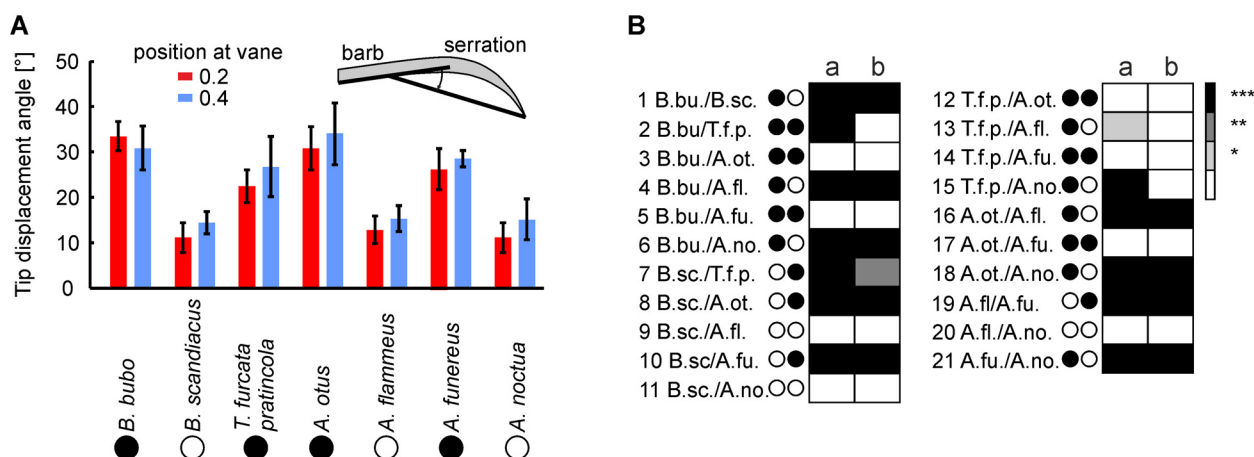 A
position at vane
0.2
0.4
barb
serration
Tip displacement angle [°]
50
40
30
20
10
0
B. bubo
B. scandiacus
T. furcata
pratincola
A. otus
A. flammeus
A. funereus
A. noctua
B
a b
1 B.bu./B.sc.
2 B.bu/T.f.p.
3 B.bu./A.ot.
4 B.bu./A.fl.
5 B.bu./A.fu.
6 B.bu./A.no.
7 B.sc./T.f.p.
8 B.sc./A.ot.
9 B.sc./A.fl.
10 B.sc/A.fu.
11 B.sc./A.no.
a b
12 T.f.p./A.ot.
13 T.f.p./A.fl.
14 T.f.p./A.fu.
15 T.f.p./A.no.
16 A.ot./A.fl.
17 A.ot./A.fu.
18 A.ot./A.no.
19 A.fl/A.fu.
20 A.fl./A.no.
21 A.fu./A.no.
***
**
*